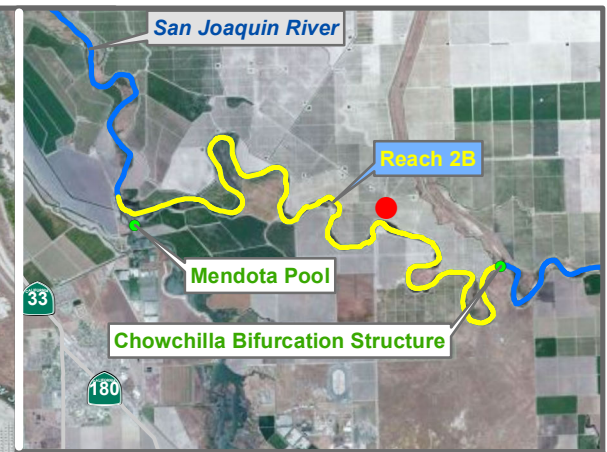 San Joaquin River
Reach 2B
Mendota Pool
33
Chowchilla Bifurcation Structure
180